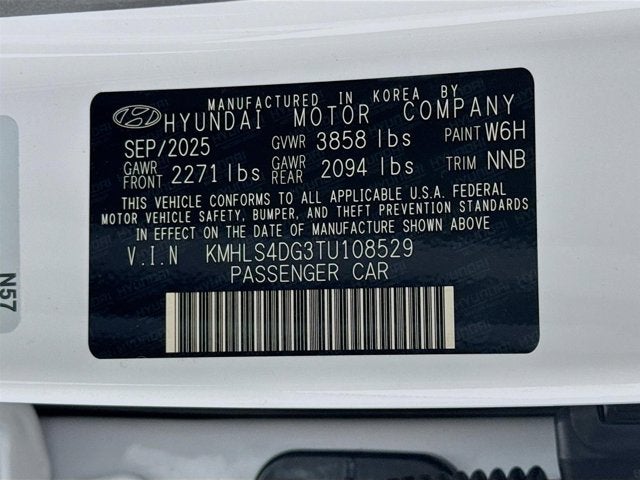 MANUFACTURED IN KOREA BY
HYUNDAI MOTOR COMPANY
SEP/2025 GVWR 3858 lbs PAINT W6H
GAWR FRONT 2271 lbs GAWR REAR 2094 lbs TRIM NNB
THIS VEHICLE CONFORMS TO ALL APPLICABLE U.S.A. FEDERAL
MOTOR VEHICLE SAFETY, BUMPER, AND THEFT PREVENTION STANDARDS
IN EFFECT ON THE DATE OF MANUFACTURE SHOWN ABOVE
V.I.N KMHLS4DG3TU108529
PASSENGER CAR
N57